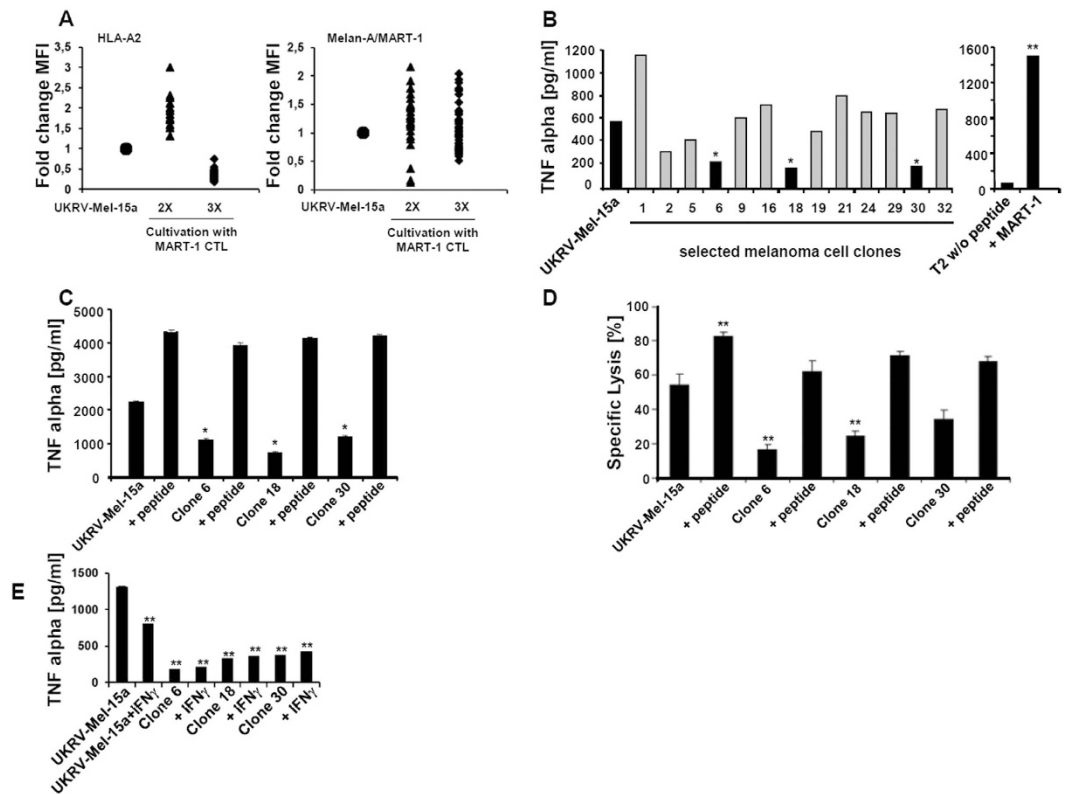 A
HLA-A2
Fold change MFI
3,5
3
2,5
2
1,5
1
0,5
0
UKRV-Mel-15a
2X
3X
Cultivation with
MART-1 CTL
Melan-A/MART-1
Fold change MFI
2,5
2
1,5
1
0,5
0
UKRV-Mel-15a
2X
3X
Cultivation with
MART-1 CTL
B
TNF alpha [pg/ml]
1200
1000
800
600
400
200
0
* * *
UKRV-Mel-15a
1 2 5 6 9 16 18 19 21 24 29 30 32
selected melanoma cell clones
1600
1200
800
400
0
**
T2 w/o peptide
+ MART-1
C
TNF alpha [pg/ml]
5000
4000
3000
2000
1000
0
* * *
UKRV-Mel-15a
+ peptide
Clone 6
+ peptide
Clone 18
+ peptide
Clone 30
+ peptide
D
Specific Lysis [%]
100
80
60
40
20
0
** ** **
UKRV-Mel-15a
+ peptide
Clone 6
+ peptide
Clone 18
+ peptide
Clone 30
+ peptide
E
TNF alpha [pg/ml]
1500
1000
500
0
** ** ** ** ** ** **
UKRV-Mel-15a
UKRV-Mel-15a+IFNγ
Clone 6
+ IFNγ
Clone 18
+ IFNγ
Clone 30
+ IFNγ